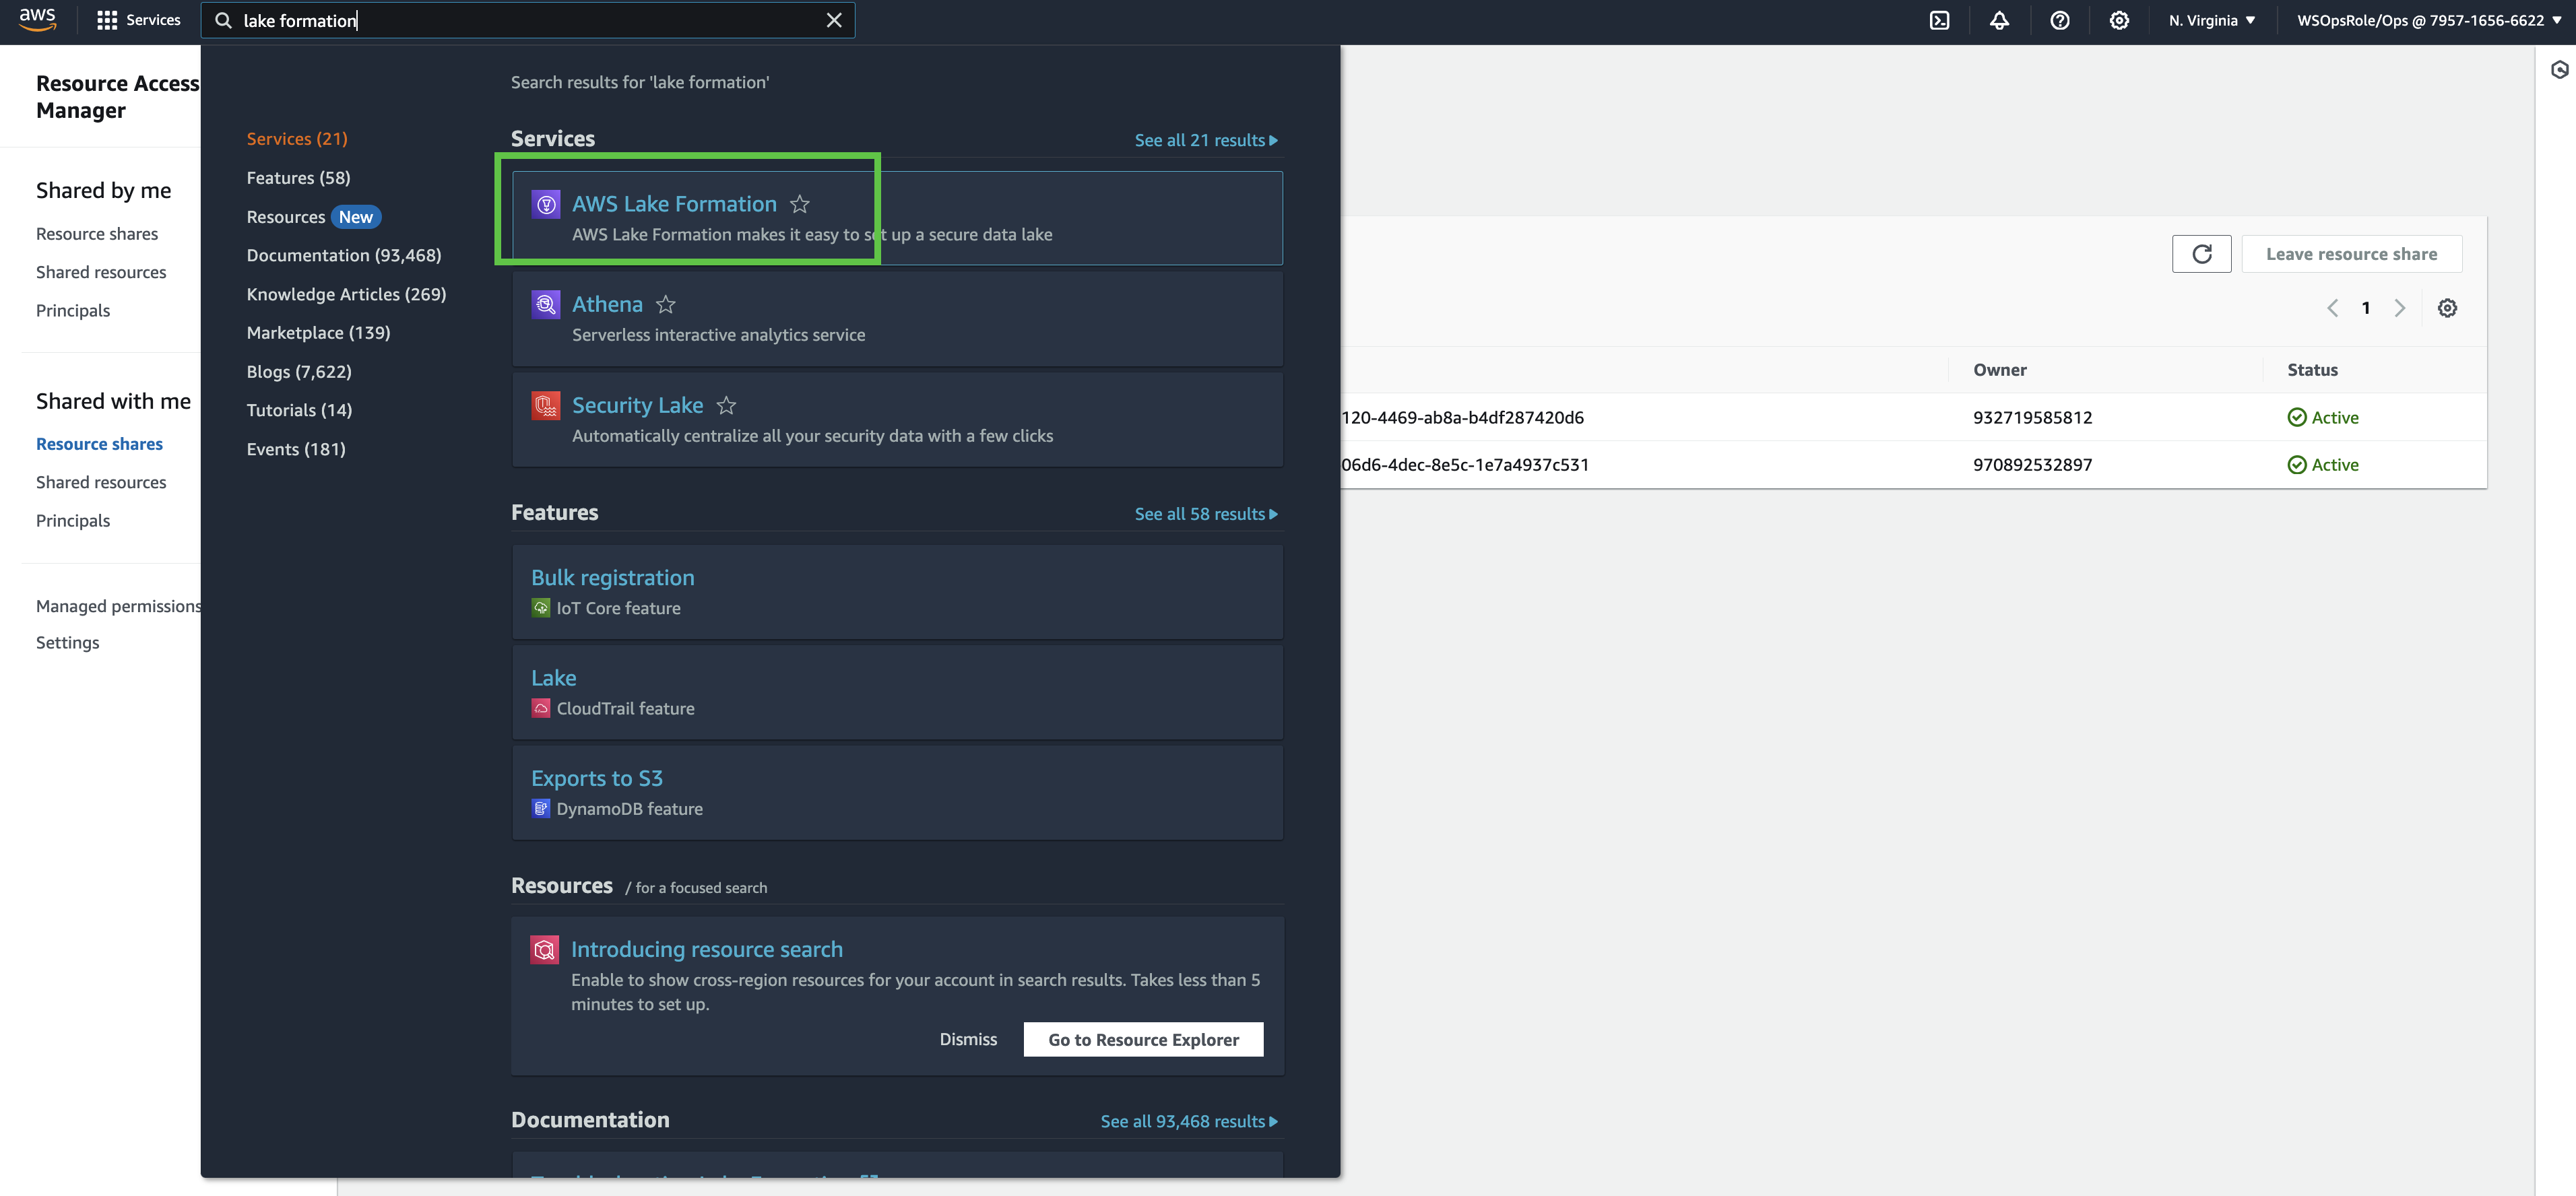 aws
Services
lake formation
N. Virginia
WSOpsRole/Ops @ 7957-1656-6622
Resource Access
Manager
Shared by me
Resource shares
Shared resources
Principals
Shared with me
Resource shares
Shared resources
Principals
Managed permissions
Settings
Search results for 'lake formation'
Services (21)
Features (58)
Resources New
Documentation (93,468)
Knowledge Articles (269)
Marketplace (139)
Blogs (7,622)
Tutorials (14)
Events (181)
Services
See all 21 results
AWS Lake Formation
AWS Lake Formation makes it easy to set up a secure data lake
Athena
Serverless interactive analytics service
Security Lake
Automatically centralize all your security data with a few clicks
Features
See all 58 results
Bulk registration
IoT Core feature
Lake
CloudTrail feature
Exports to S3
DynamoDB feature
Resources / for a focused search
Introducing resource search
Enable to show cross-region resources for your account in search results. Takes less than 5
minutes to set up.
Dismiss
Go to Resource Explorer
Documentation
See all 93,468 results
Leave resource share
1
Owner
Status
120-4469-ab8a-b4df287420d6
932719585812
Active
06d6-4dec-8e5c-1e7a4937c531
970892532897
Active